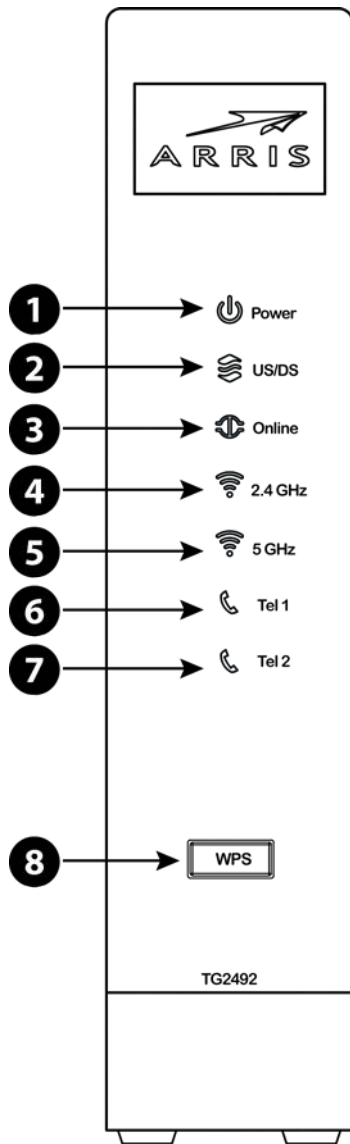 ARRIS
1 Power
2 US/DS
3 Online
4 2.4 GHz
5 5 GHz
6 Tel 1
7 Tel 2
8 WPS
TG2492